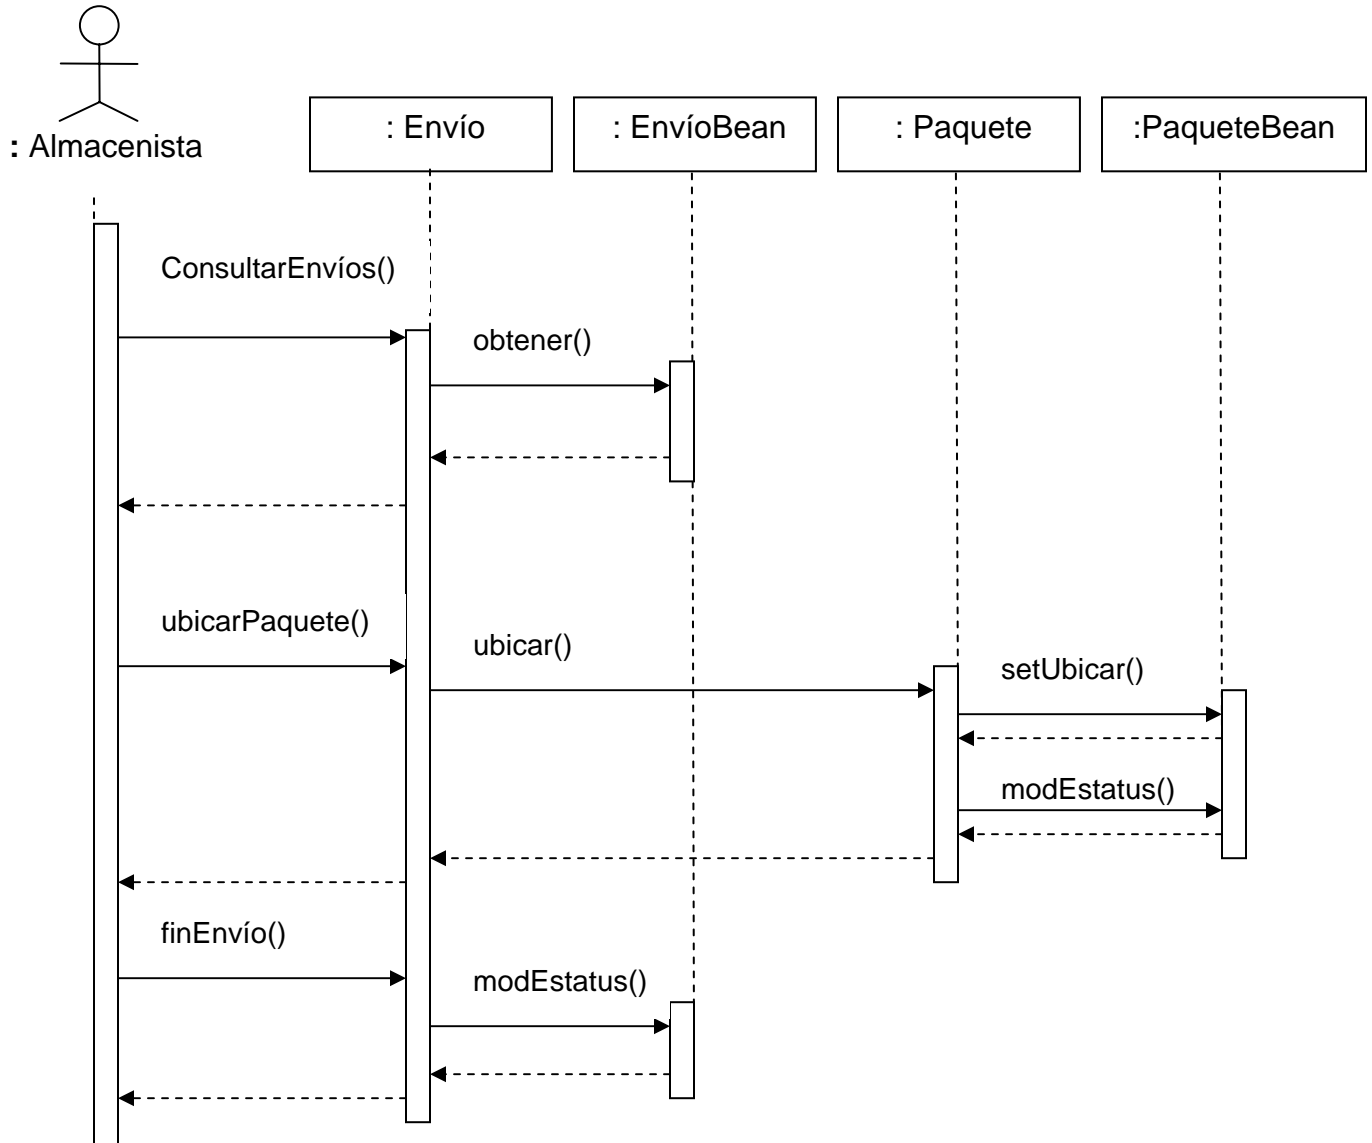 : Almacenista
: Envío
: EnvíoBean
: Paquete
:PaqueteBean
ConsultarEnvíos()
obtener()
ubicarPaquete()
ubicar()
setUbicar()
modEstatus()
finEnvío()
modEstatus()